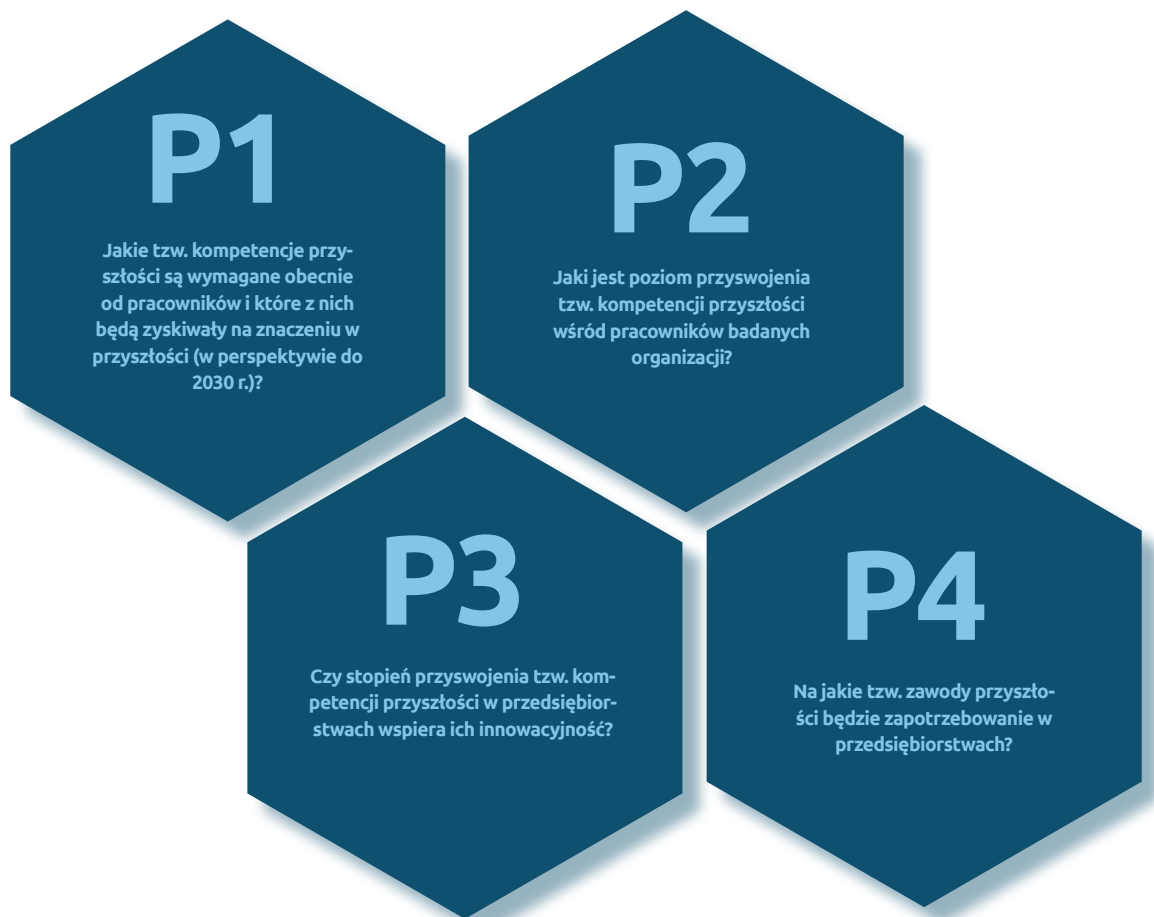 P1
Jakie tzw. kompetencje przy-
szłości są wymagane obecnie
od pracowników i które z nich
będą zyskiwały na znaczeniu w
przyszłości (w perspektywie do
2030 r.)?
P2
Jaki jest poziom przyswojenia
tzw. kompetencji przyszłości
wśród pracowników badanych
organizacji?
P3
Czy stopień przyswojenia tzw. kom-
petencji przyszłości w przedsiębior-
stwach wspiera ich innowacyjność?
P4
Na jakie tzw. zawody przyszło-
ści będzie zapotrzebowanie w
przedsiębiorstwach?